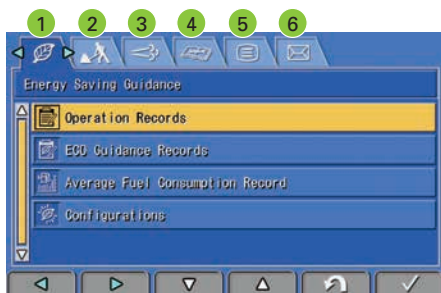 1 2 3 4 5 6
Energy Saving Guidance
Operation Records
ECO Guidance Records
Average Fuel Consumption Record
Configurations